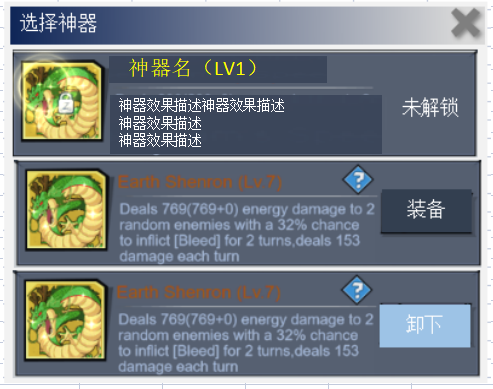 选择神器
神器名（LV1）
神器效果描述神器效果描述
神器效果描述
神器效果描述
未解锁
Earth Shenron (Lv.7)
?
Deals 769(769+0) energy damage to 2
random enemies with a 32% chance
to inflict [Bleed] for 2 turns,deals 153
damage each turn
装备
Earth Shenron (Lv.7)
?
Deals 769(769+0) energy damage to 2
random enemies with a 32% chance
to inflict [Bleed] for 2 turns,deals 153
damage each turn
卸下